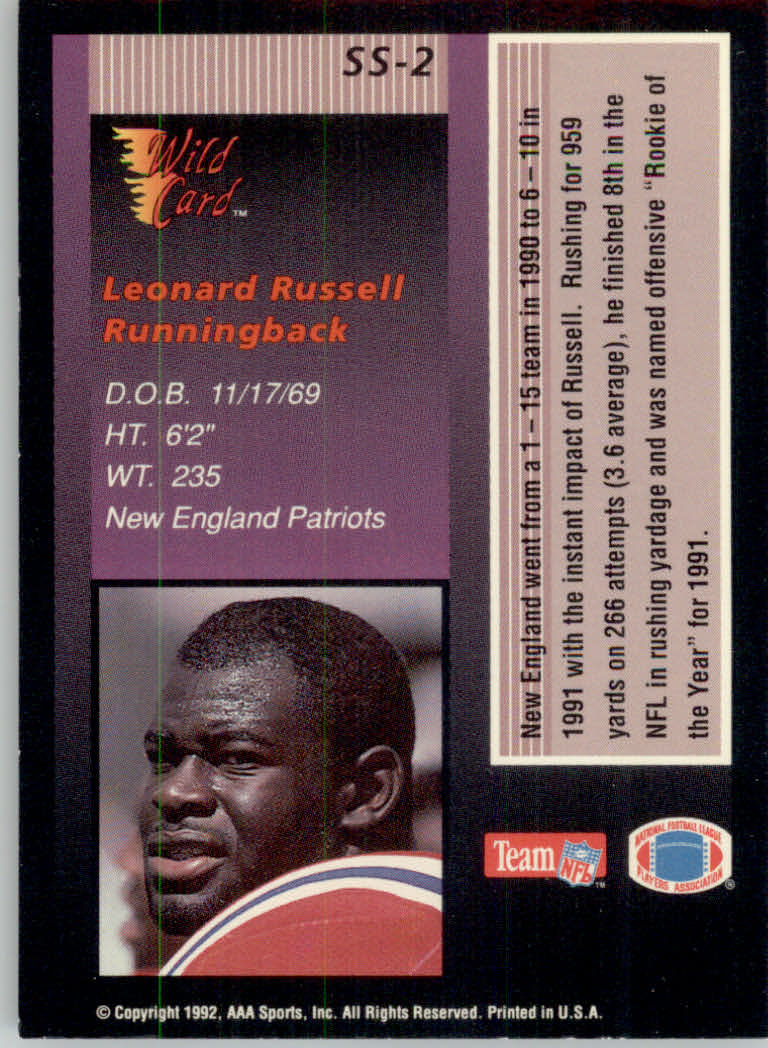 SS-2
Wild
Card™
Leonard Russell
Runningback
D.O.B. 11/17/69
HT. 6'2"
WT. 235
New England Patriots
New England went from a 1–15 team in 1990 to 6–10 in
1991 with the instant impact of Russell. Rushing for 959
yards on 266 attempts (3.6 average), he finished 8th in the
NFL in rushing yardage and was named offensive "Rookie of
the Year" for 1991.
Team NFL™
NATIONAL FOOTBALL LEAGUE
PLAYERS ASSOCIATION®
© Copyright 1992, AAA Sports, Inc. All Rights Reserved. Printed in U.S.A.